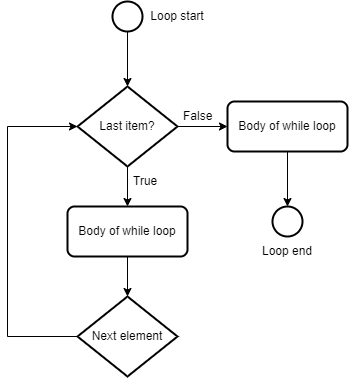 Loop start
Last item?
False
Body of while loop
True
Body of while loop
Loop end
Next element